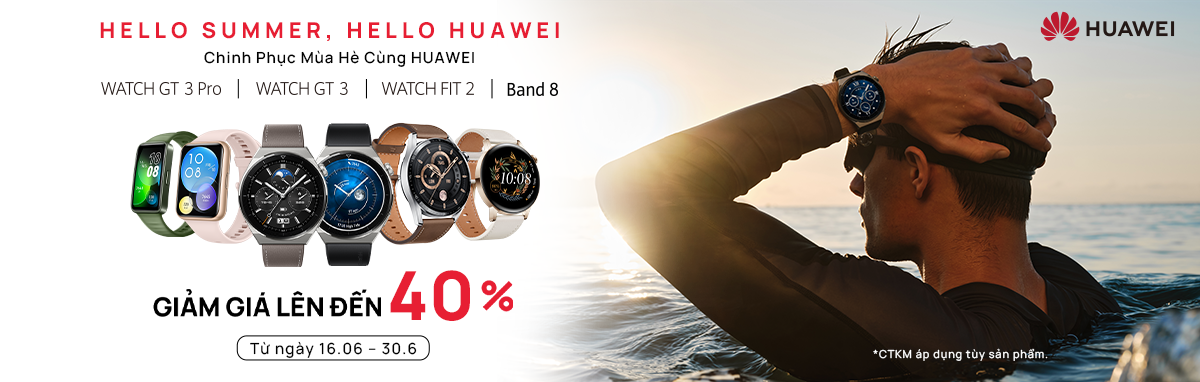 HELLO SUMMER, HELLO HUAWEI
Chinh Phục Mùa Hè Cùng HUAWEI
WATCH GT 3 Pro | WATCH GT 3 | WATCH FIT 2 | Band 8
10:08
GIẢM GIÁ LÊN ĐẾN 40%
Từ ngày 16.06 – 30.6
HUAWEI
*CTKM áp dụng tùy sản phẩm.